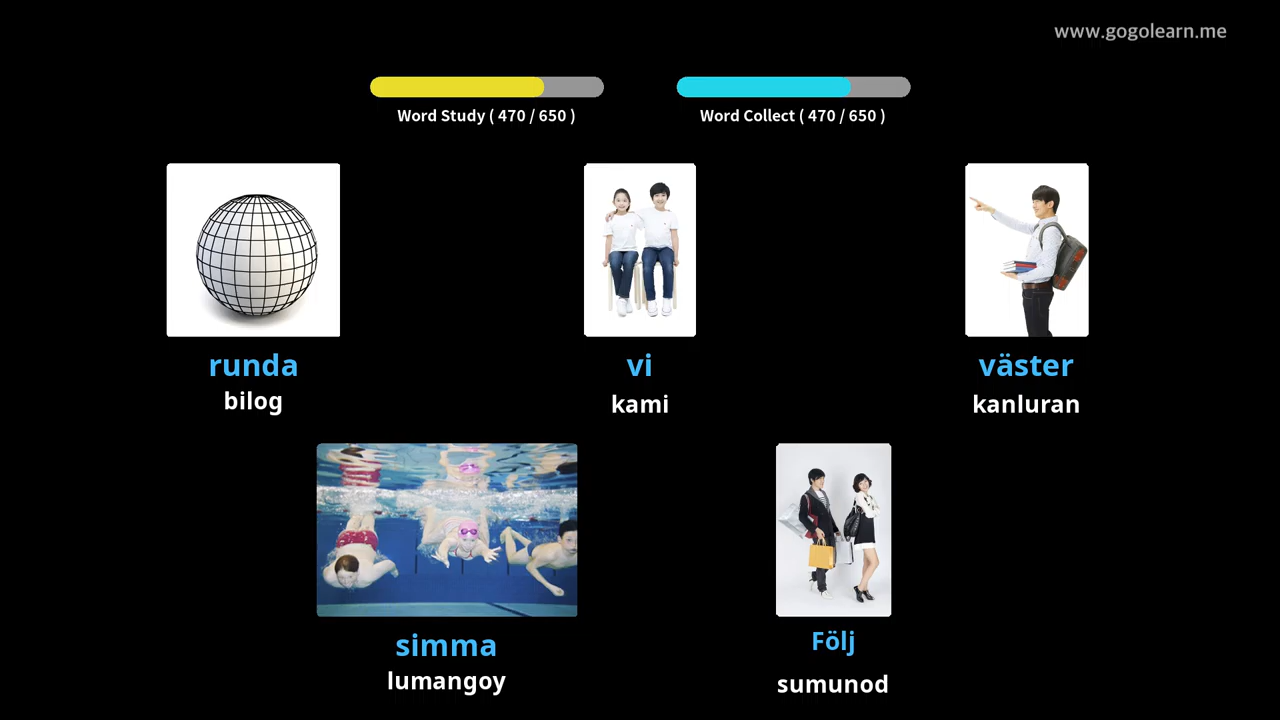 www.gogolearn.me
Word Study ( 470 / 650 )
Word Collect ( 470 / 650 )
runda
bilog
vi
kami
väster
kanluran
simma
lumangoy
Följ
sumunod